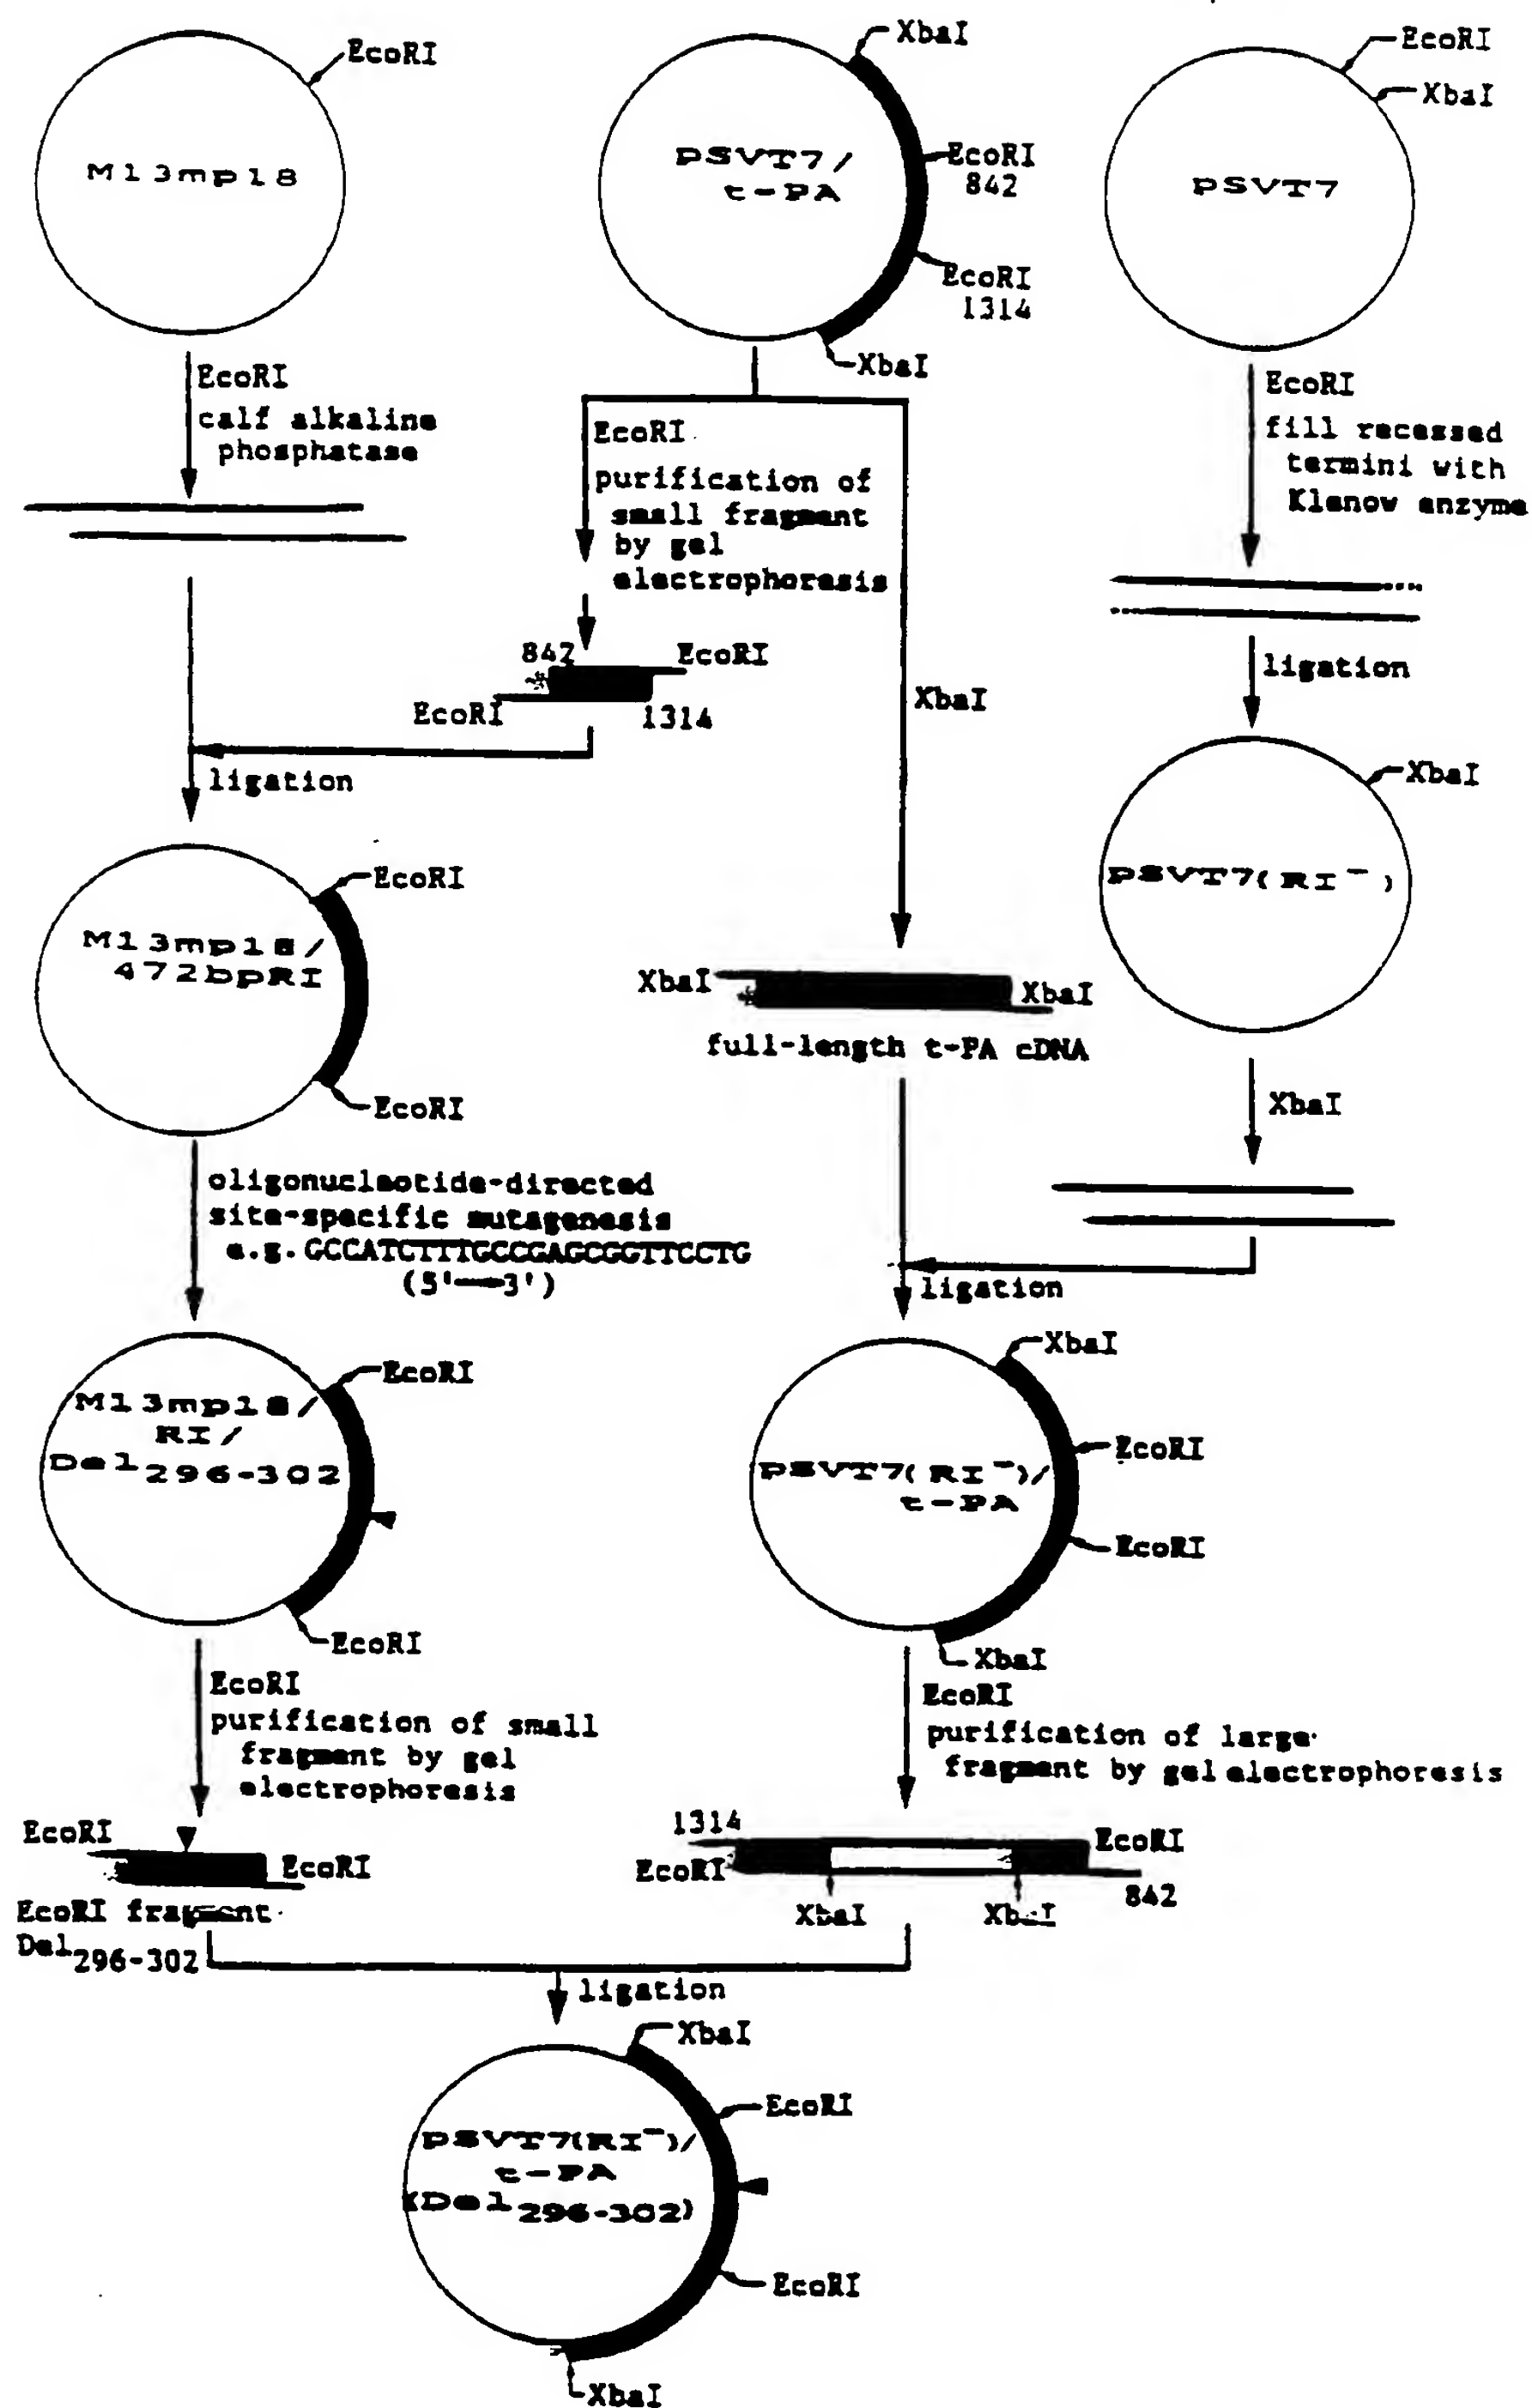 EcoRI
M13mp18
XbaI
EcoRI
842
EcoRI
1314
XbaI
pSVT7/
t-PA
EcoRI
XbaI
pSVT7
EcoRI
calf alkaline
phosphatase
EcoRI
purification of
small fragment
by gel
electrophoresis
EcoRI
fill recessed
termini with
Klenow enzyme
842
EcoRI
EcoRI
1314
XbaI
ligation
ligation
XbaI
pSVT7(RI⁻)
EcoRI
M13mp18/
472bpRI
EcoRI
XbaI
XbaI
full-length t-PA cDNA
XbaI
oligonucleotide-directed
site-specific mutagenesis
e.g. GCCATCTTTGCCGAGCGGTTCCTG
(5'→3')
ligation
EcoRI
M13mp18/
RI/
Del296-302
EcoRI
XbaI
EcoRI
pSVT7(RI⁻)/
t-PA
EcoRI
XbaI
EcoRI
purification of small
fragment by gel
electrophoresis
EcoRI
purification of large
fragment by gel electrophoresis
EcoRI
EcoRI
EcoRI fragment
Del296-302
1314
EcoRI
EcoRI
842
XbaI
XbaI
ligation
XbaI
EcoRI
pSVT7(RI⁻)/
t-PA
(Del296-302)
EcoRI
XbaI